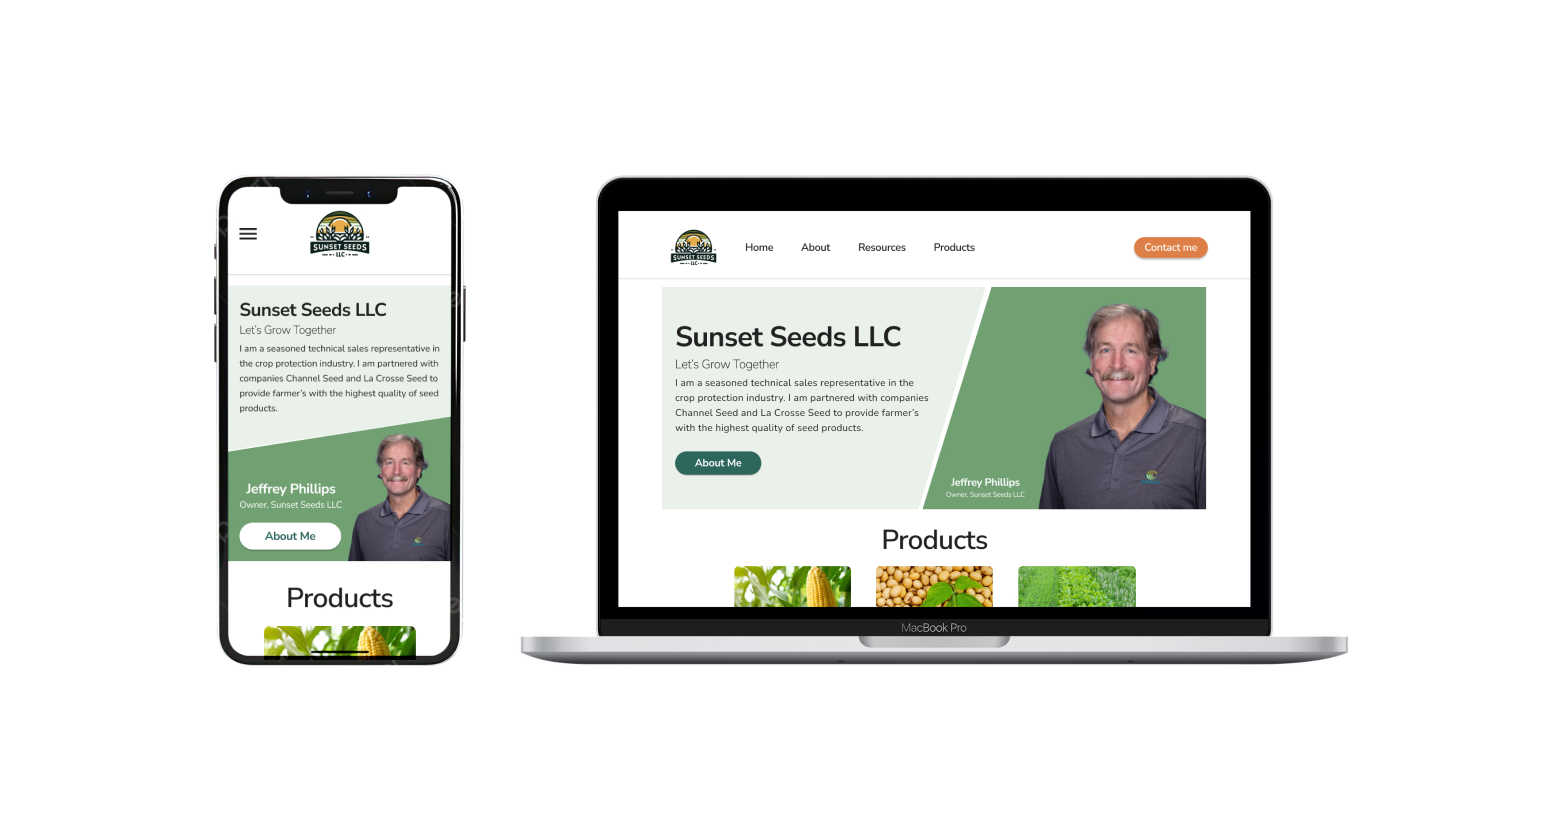 SUNSET SEEDS
LLC
Sunset Seeds LLC
Let's Grow Together
I am a seasoned technical sales representative in
the crop protection industry. I am partnered with
companies Channel Seed and La Crosse Seed to
provide farmer's with the highest quality of seed
products.
Jeffrey Phillips
Owner, Sunset Seeds LLC
About Me
Products
SUNSET SEEDS
LLC
Home About Resources Products Contact me
Sunset Seeds LLC
Let's Grow Together
I am a seasoned technical sales representative in the
crop protection industry. I am partnered with companies
Channel Seed and La Crosse Seed to provide farmer's
with the highest quality of seed products.
About Me
Jeffrey Phillips
Owner, Sunset Seeds LLC
Products
MacBook Pro